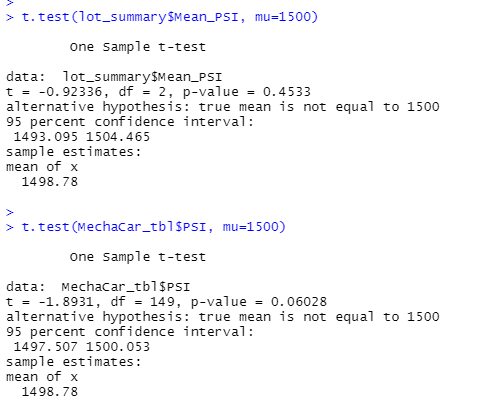 >
> t.test(lot_summary$Mean_PSI, mu=1500)
One Sample t-test
data:  lot_summary$Mean_PSI
t = -0.92336, df = 2, p-value = 0.4533
alternative hypothesis: true mean is not equal to 1500
95 percent confidence interval:
1493.095 1504.465
sample estimates:
mean of x
1498.78
>
> t.test(MechaCar_tbl$PSI, mu=1500)
One Sample t-test
data:  MechaCar_tbl$PSI
t = -1.8931, df = 149, p-value = 0.06028
alternative hypothesis: true mean is not equal to 1500
95 percent confidence interval:
1497.507 1500.053
sample estimates:
mean of x
1498.78